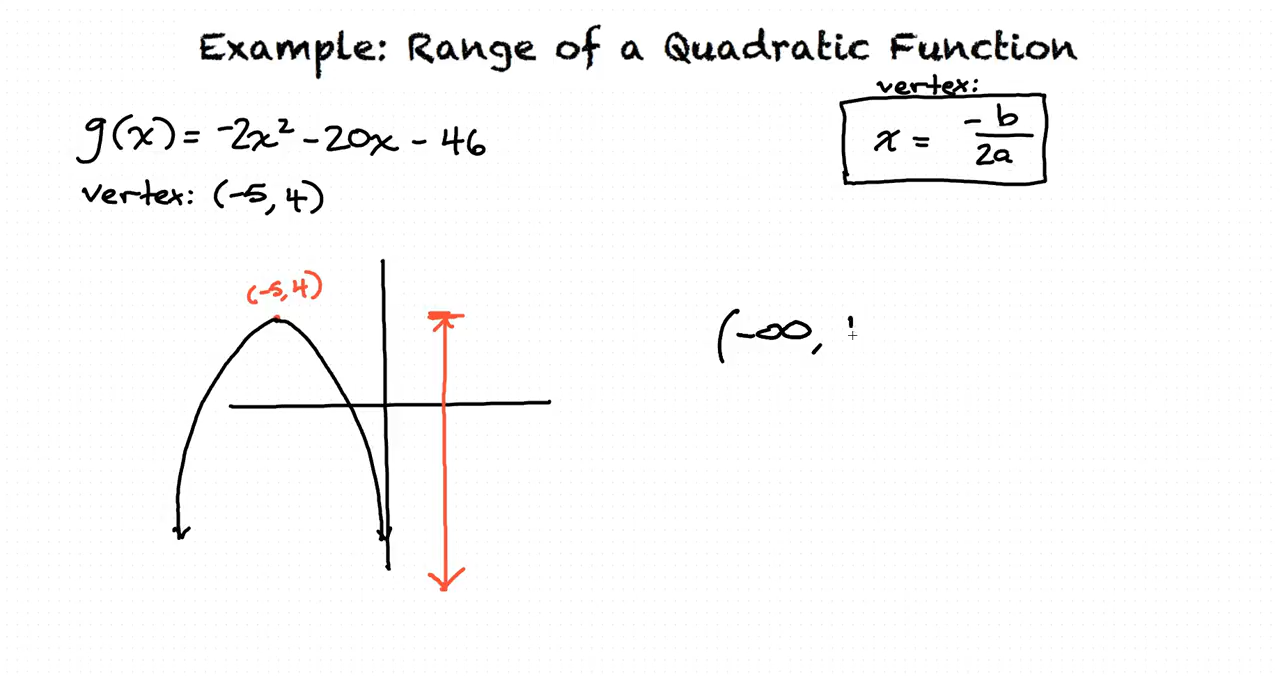 Example: Range of a Quadratic Function
vertex:
g(x) = -2x² - 20x - 46
x = -b/2a
vertex: (-5, 4)
(-5, 4)
(-∞,